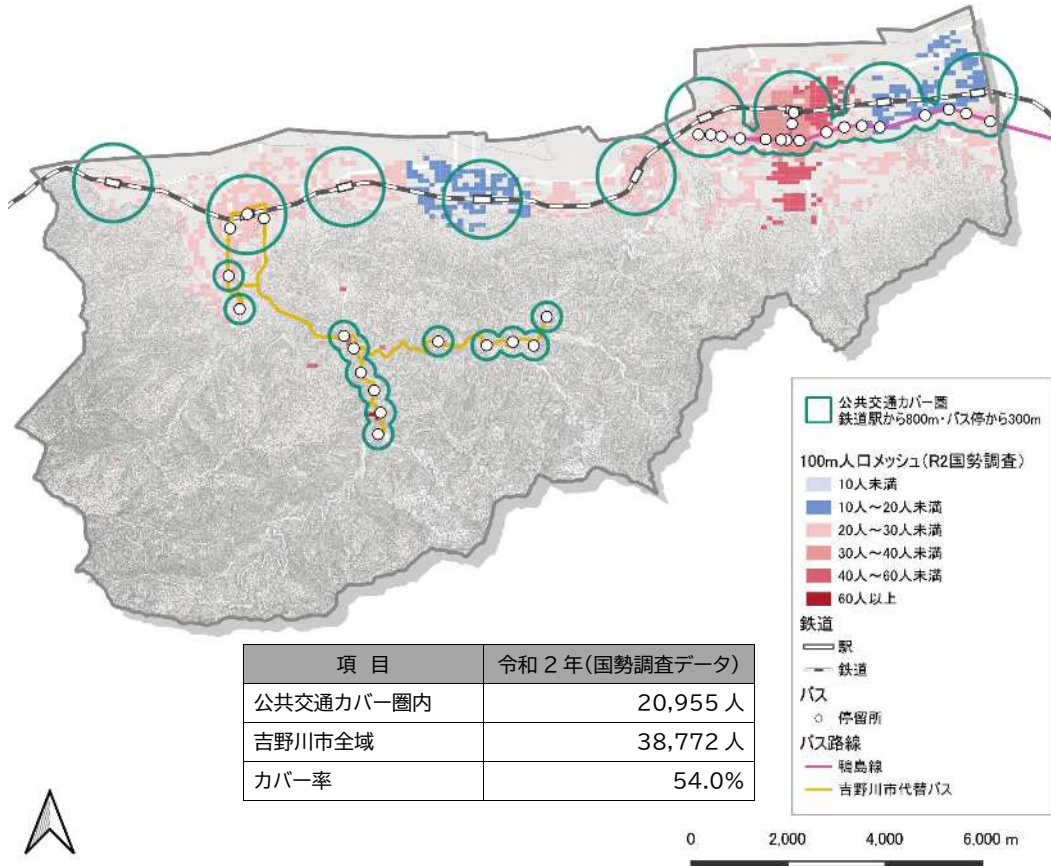 公共交通カバー圏
鉄道駅から800m・バス停から300m
100m人口メッシュ(R2国勢調査)
10人未満
10人～20人未満
20人～30人未満
30人～40人未満
40人～60人未満
60人以上
鉄道
駅
鉄道
バス
停留所
バス路線
鴨島線
吉野川市代替バス
項 目 令和2年(国勢調査データ)
公共交通カバー圏内 20,955 人
吉野川市全域 38,772 人
カバー率 54.0%
0 2,000 4,000 6,000 m